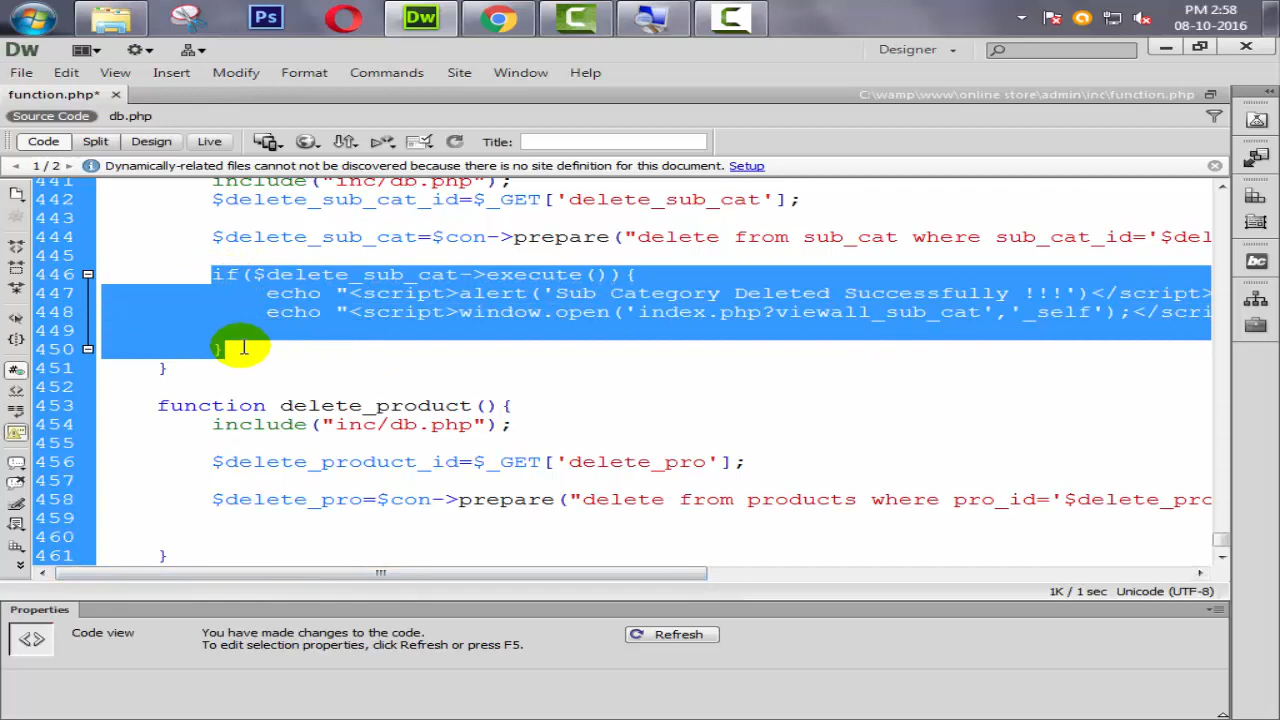 Ps
Dw
PM 2:58
08-10-2016
Dw
Designer
File Edit View Insert Modify Format Commands Site Window Help
function.php*
C:\wamp\www\online store\admin\inc\function.php
Source Code db.php
Code Split Design Live Title:
1 / 2 Dynamically-related files cannot not be discovered because there is no site definition for this document. Setup
441 include("inc/db.php");
442 $delete_sub_cat_id=$_GET['delete_sub_cat'];
443
444 $delete_sub_cat=$con->prepare("delete from sub_cat where sub_cat_id='$del
445
446 if($delete_sub_cat->execute()){
447 echo "<script>alert('Sub Category Deleted Successfully !!!')</script>
448 echo "<script>window.open('index.php?viewall_sub_cat','_self');</scri
449
450 }
451 }
452
453 function delete_product(){
454 include("inc/db.php");
455
456 $delete_product_id=$_GET['delete_pro'];
457
458 $delete_pro=$con->prepare("delete from products where pro_id='$delete_pro
459
460
461 }
1K / 1 sec Unicode (UTF-8)
Properties
Code view
You have made changes to the code.
To edit selection properties, click Refresh or press F5.
Refresh